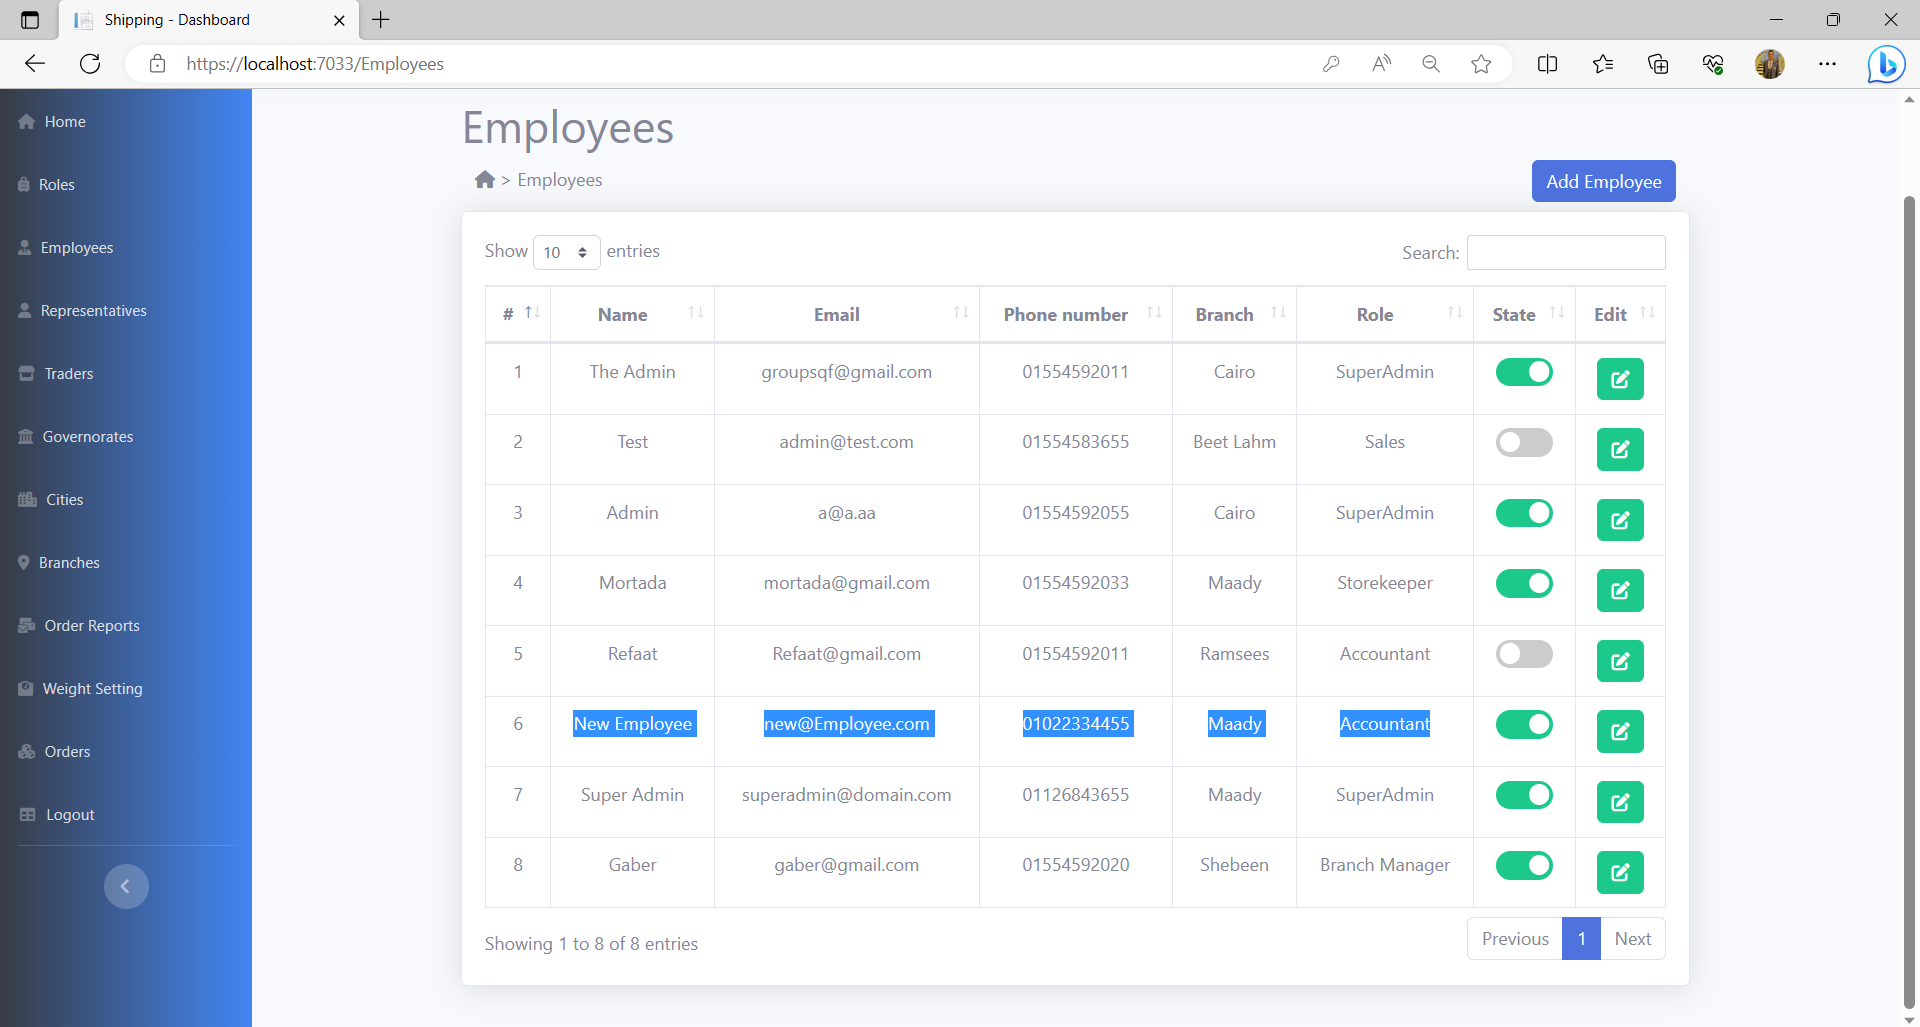 Shipping - Dashboard
https://localhost:7033/Employees
Home
Roles
Employees
Representatives
Traders
Governorates
Cities
Branches
Order Reports
Weight Setting
Orders
Logout
Employees
> Employees
Add Employee
Show 10 entries
Search:
# Name Email Phone number Branch Role State Edit
1 The Admin groupsqf@gmail.com 01554592011 Cairo SuperAdmin
2 Test admin@test.com 01554583655 Beet Lahm Sales
3 Admin a@a.aa 01554592055 Cairo SuperAdmin
4 Mortada mortada@gmail.com 01554592033 Maady Storekeeper
5 Refaat Refaat@gmail.com 01554592011 Ramsees Accountant
6 New Employee new@Employee.com 01022334455 Maady Accountant
7 Super Admin superadmin@domain.com 01126843655 Maady SuperAdmin
8 Gaber gaber@gmail.com 01554592020 Shebeen Branch Manager
Showing 1 to 8 of 8 entries
Previous 1 Next